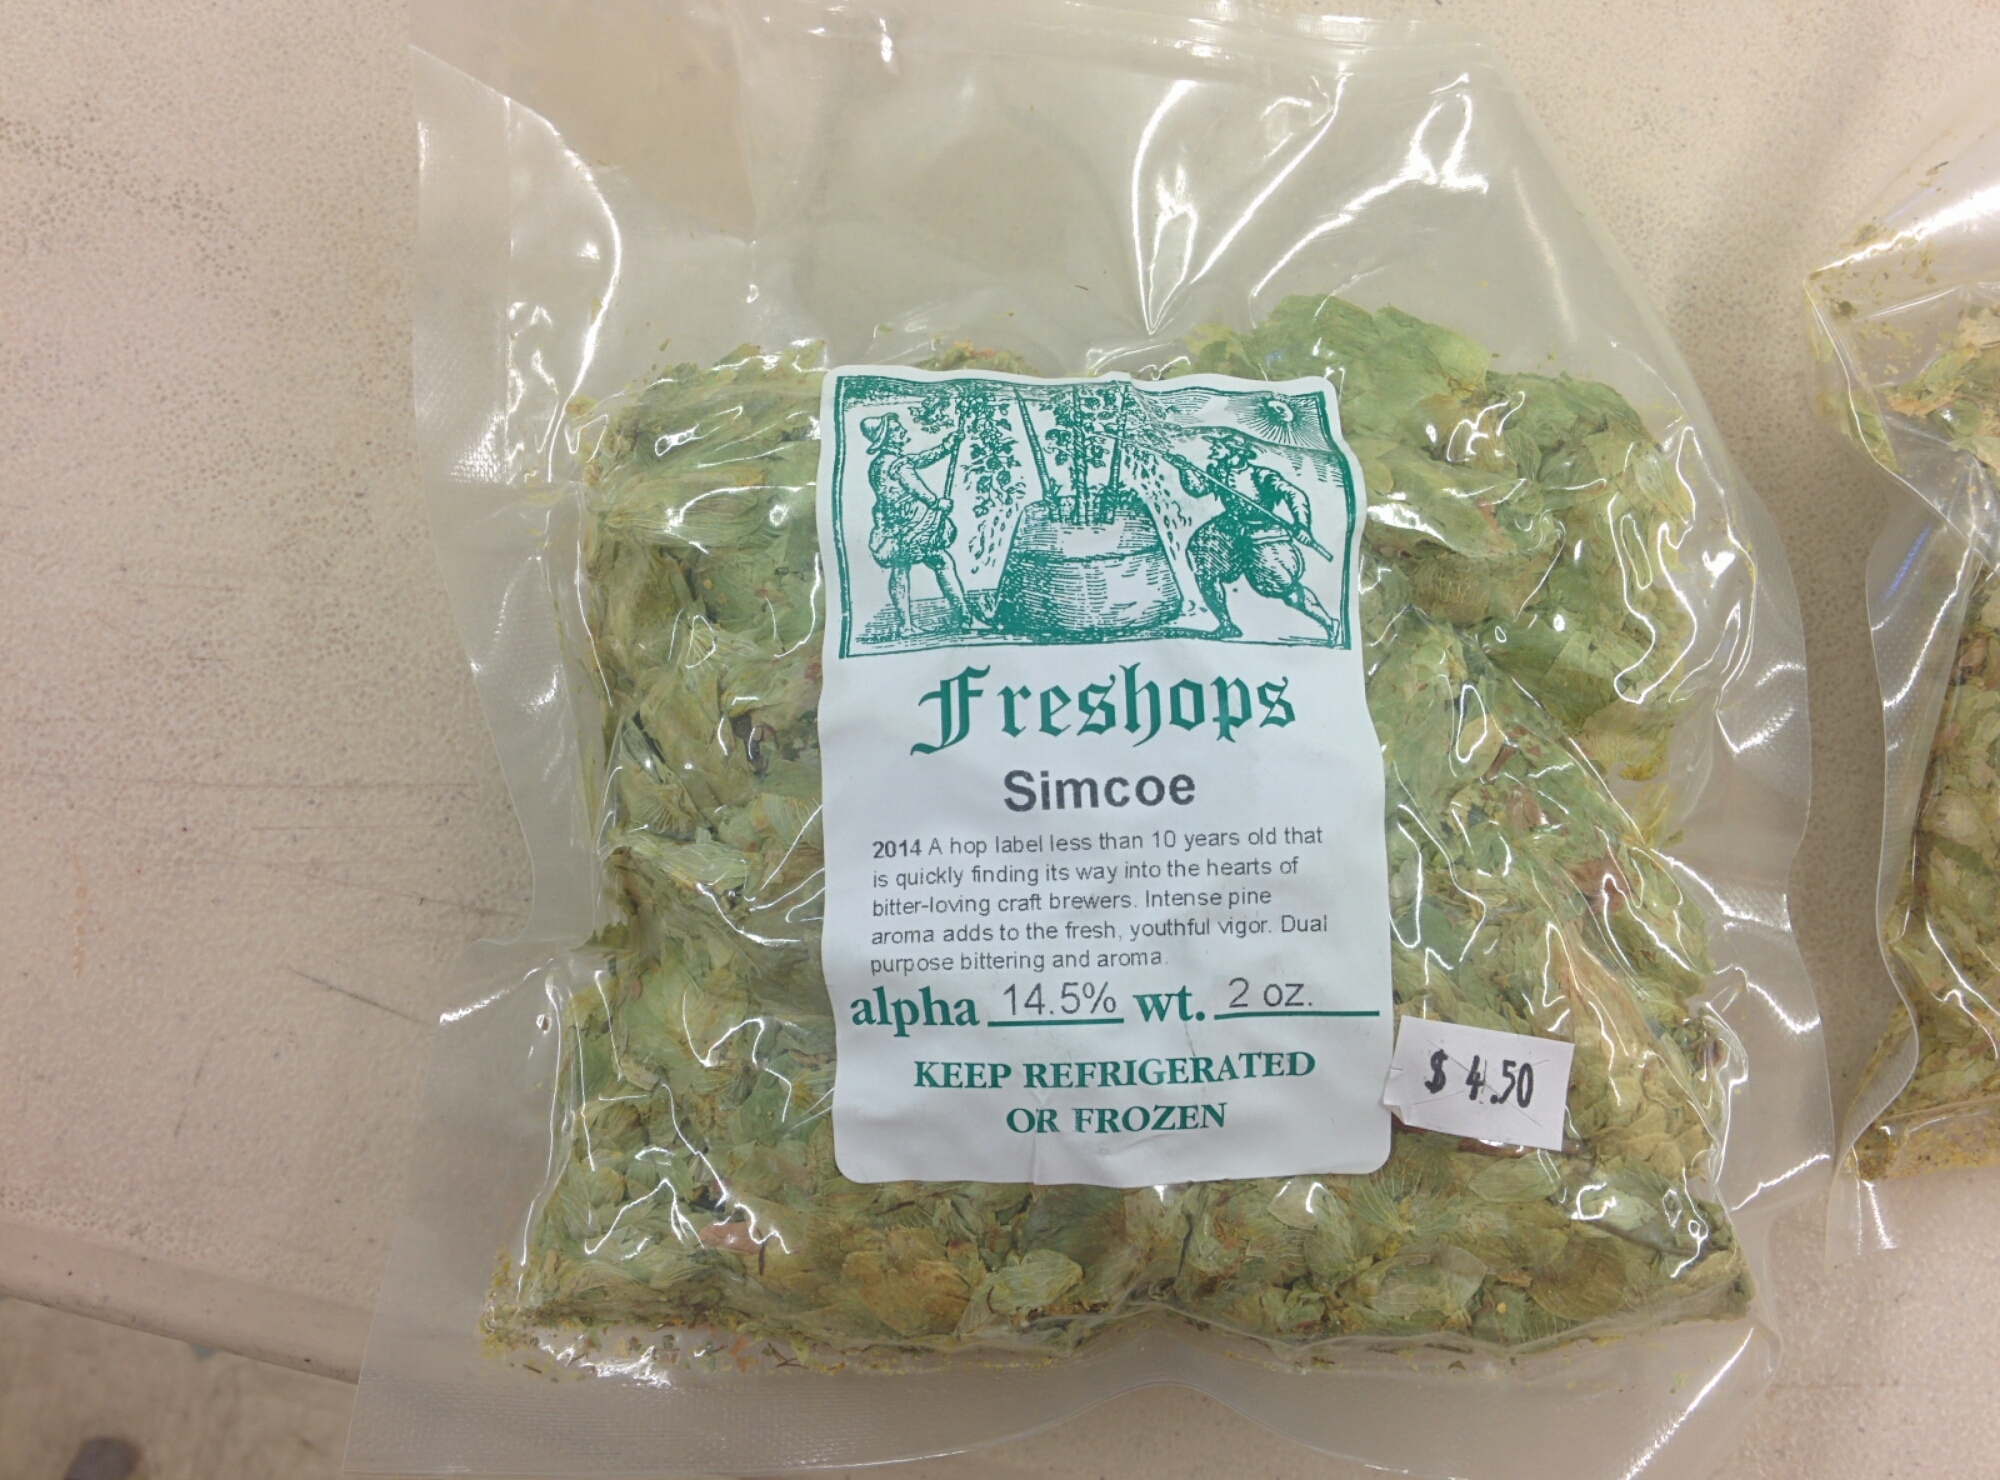 Freshops
Simcoe
2014 A hop label less than 10 years old that
is quickly finding its way into the hearts of
bitter-loving craft brewers. Intense pine
aroma adds to the fresh, youthful vigor. Dual
purpose bittering and aroma.
alpha 14.5% wt. 2 oz.
KEEP REFRIGERATED
OR FROZEN
$ 4.50